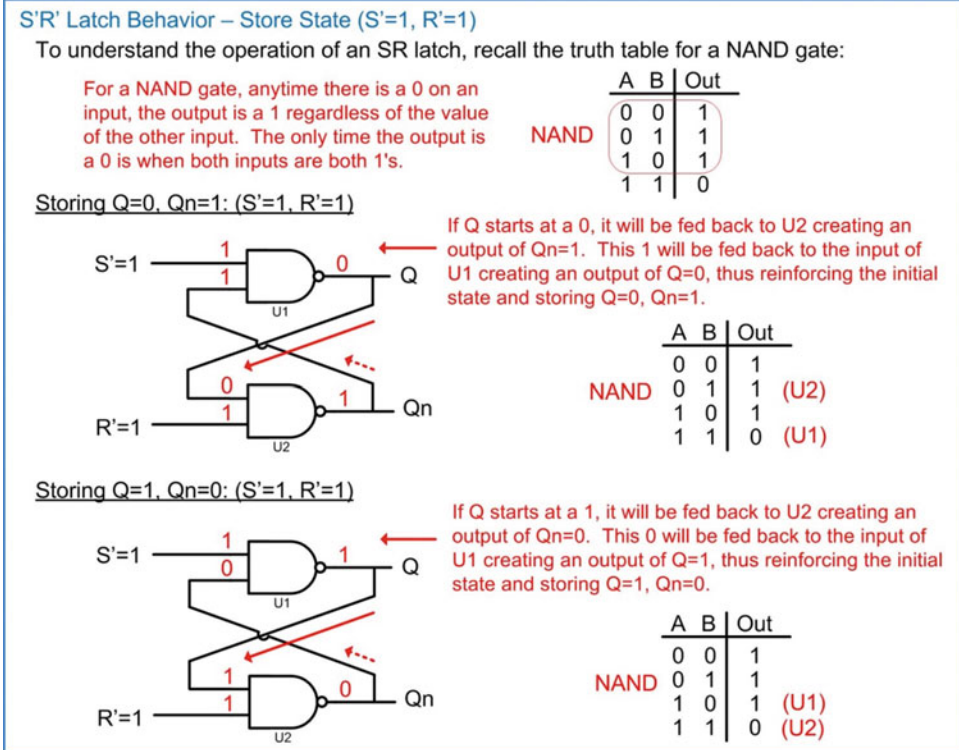 S'R' Latch Behavior – Store State (S'=1, R'=1)
To understand the operation of an SR latch, recall the truth table for a NAND gate:
For a NAND gate, anytime there is a 0 on an
input, the output is a 1 regardless of the value
of the other input. The only time the output is
a 0 is when both inputs are both 1's.
A B Out
0 0 1
NAND 0 1 1
1 0 1
1 1 0
Storing Q=0, Qn=1: (S'=1, R'=1)
If Q starts at a 0, it will be fed back to U2 creating an
output of Qn=1. This 1 will be fed back to the input of
U1 creating an output of Q=0, thus reinforcing the initial
state and storing Q=0, Qn=1.
S'=1 1 0 Q
1
U1
0
1 1 Qn
R'=1
U2
A B Out
0 0 1
NAND 0 1 1 (U2)
1 0 1
1 1 0 (U1)
Storing Q=1, Qn=0: (S'=1, R'=1)
If Q starts at a 1, it will be fed back to U2 creating an
output of Qn=0. This 0 will be fed back to the input of
U1 creating an output of Q=1, thus reinforcing the initial
state and storing Q=1, Qn=0.
S'=1 1 1 Q
0
U1
1
1 0 Qn
R'=1
U2
A B Out
0 0 1
NAND 0 1 1
1 0 1 (U1)
1 1 0 (U2)